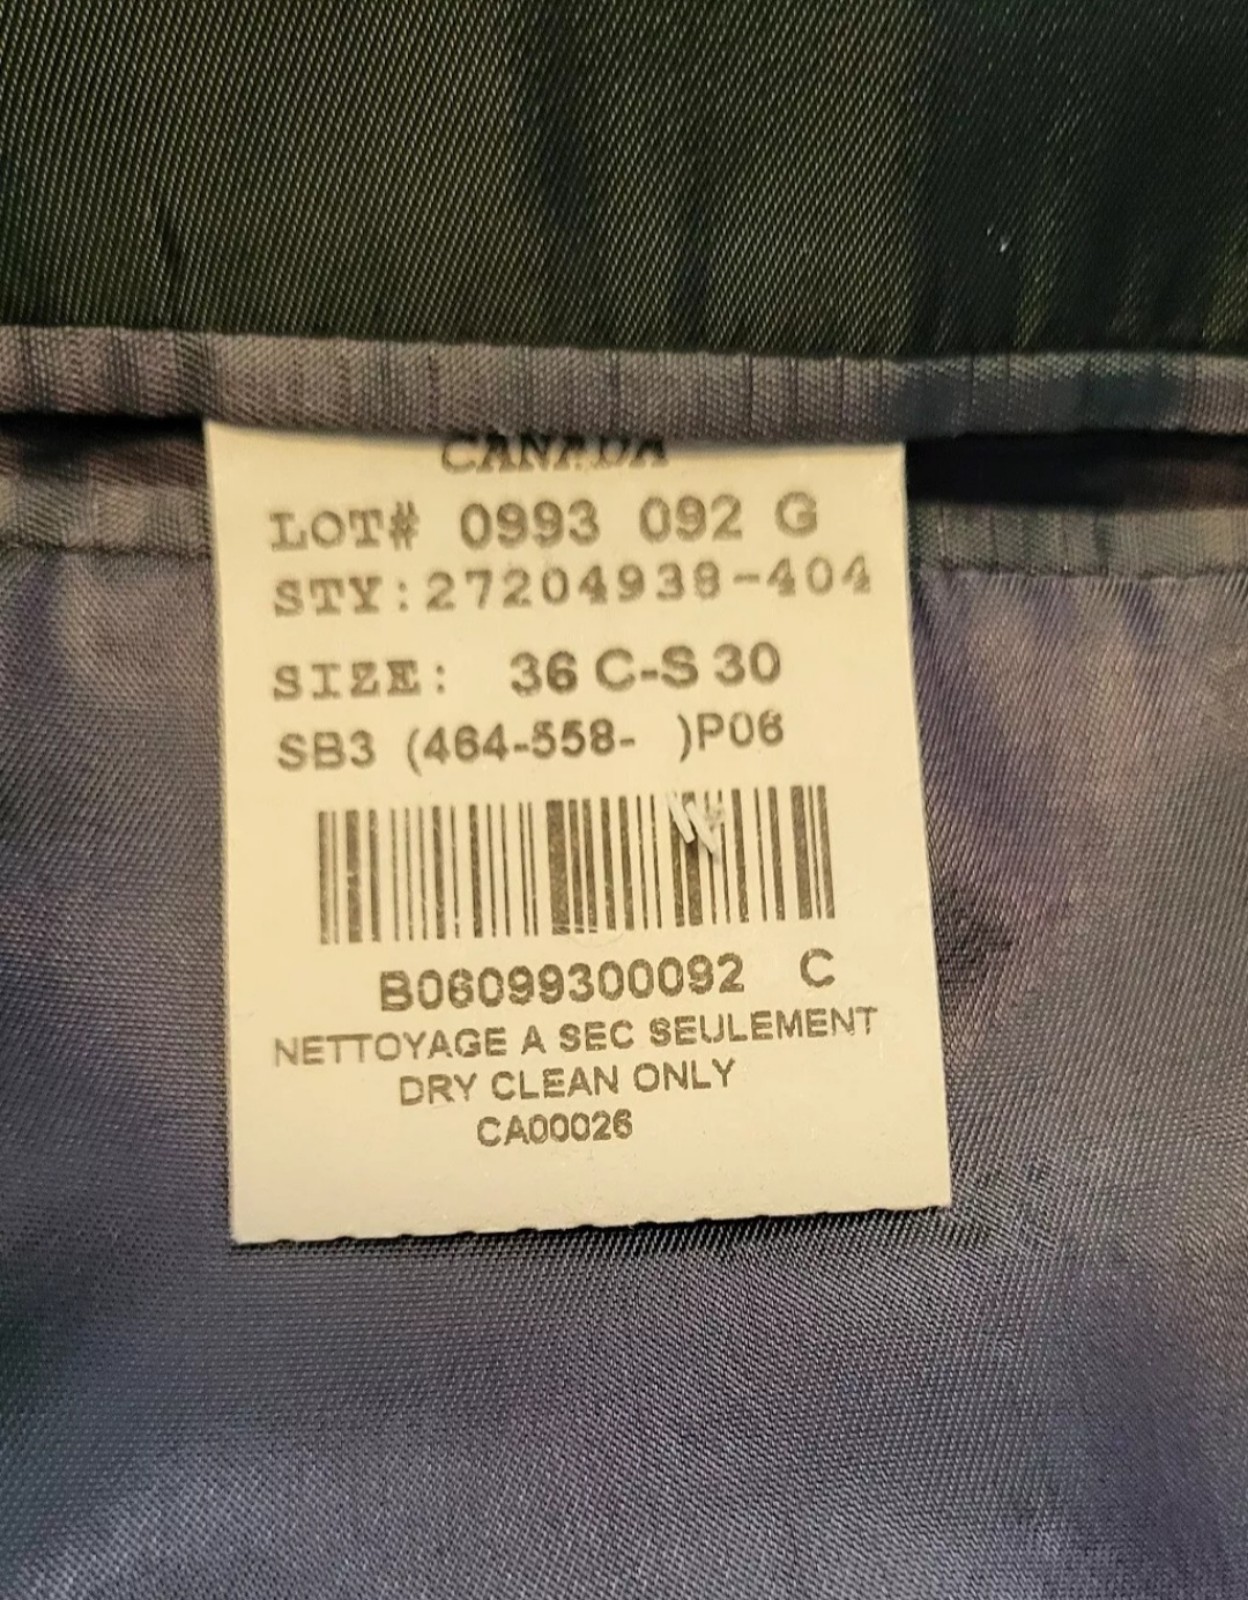 CANADA
LOT# 0993 092 G
STY:27204938-404
SIZE: 36 C-S 30
SB3 (464-558- )P06
B06099300092 C
NETTOYAGE A SEC SEULEMENT
DRY CLEAN ONLY
CA00026